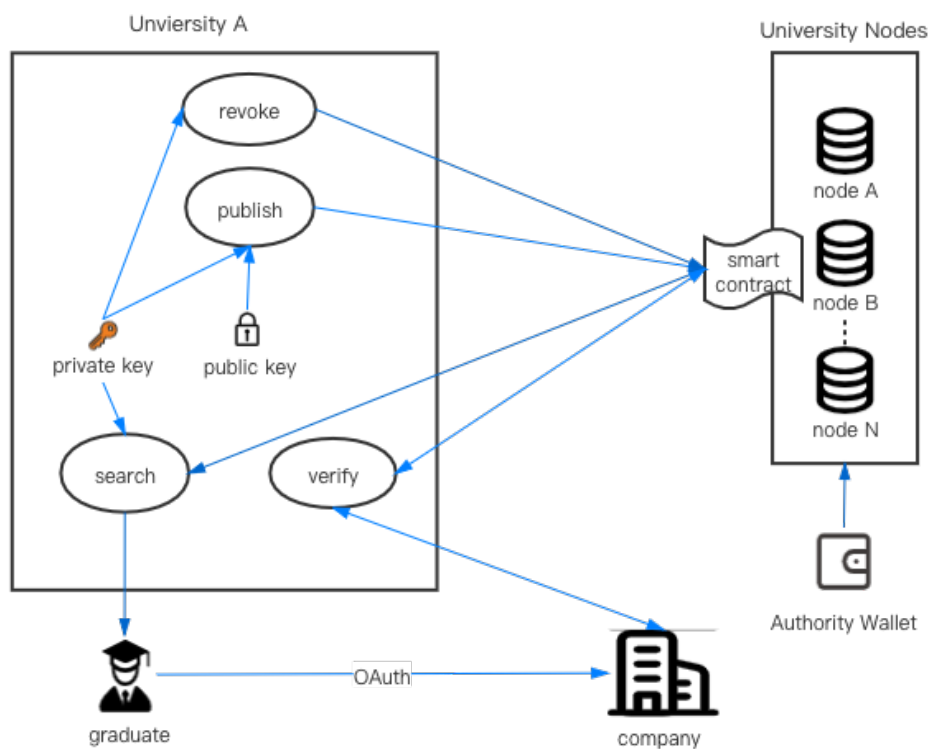 Unviersity A
University Nodes
revoke
publish
node A
smart
contract
node B
private key
public key
node N
search
verify
Authority Wallet
OAuth
graduate
company